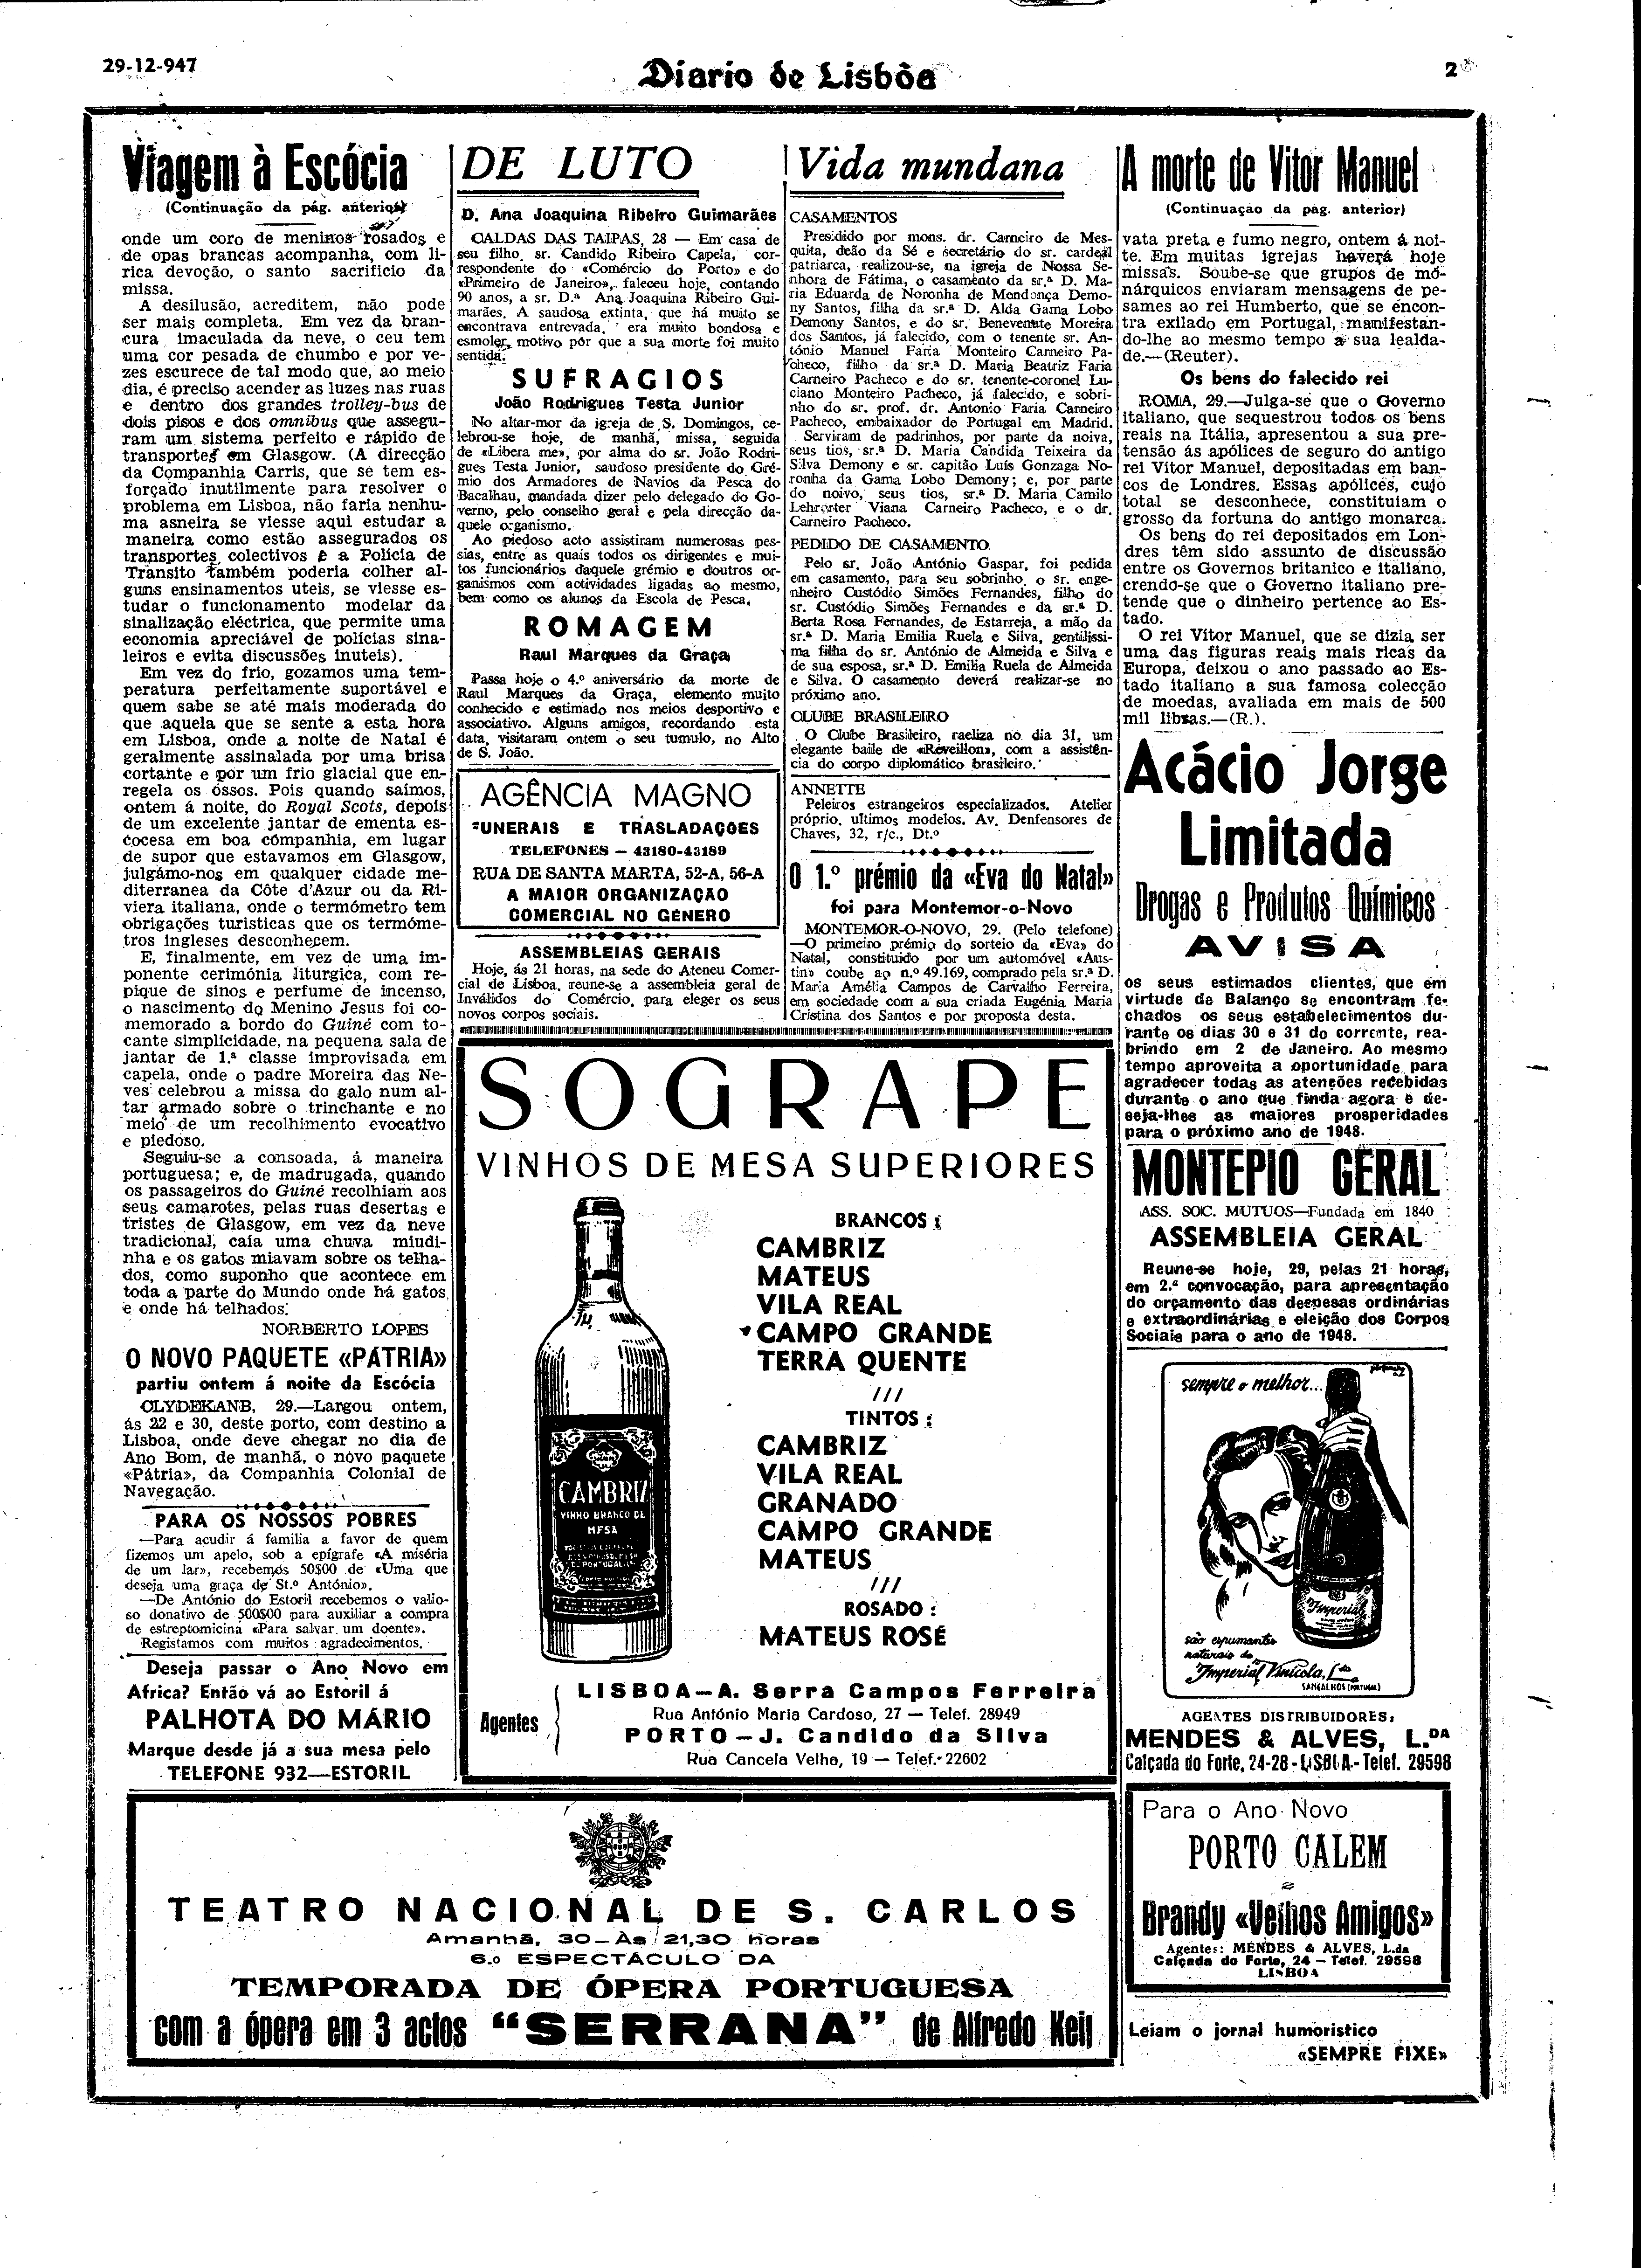 29-12-947
Diario de Lisbôa
2
Viagem à Escócia
(Continuação da pág. anterior)
onde um coro de meninos rosados e
de opas brancas acompanha, com lí-
rica devoção, o santo sacrificio da
missa.
A desilusão, acreditem, não pode
ser mais completa. Em vez da bran-
cura imaculada da neve, o ceu tem
uma cor pesada de chumbo e por ve-
zes escurece de tal modo que, ao meio
dia, é preciso acender as luzes nas ruas
e dentro dos grandes trolley-bus de
dois pisos e dos omnibus que assegu-
ram um sistema perfeito e rápido de
transportes em Glasgow. (A direcção
da Companhia Carris, que se tem es-
forçado inutilmente para resolver o
problema em Lisboa, não faria nenhu-
ma asneira se viesse aqui estudar a
maneira como estão assegurados os
transportes colectivos e a Polícia de
Trânsito também poderia colher al-
guns ensinamentos uteis, se viesse es-
tudar o funcionamento modelar da
sinalização eléctrica, que permite uma
economia apreciável de polícias sina-
leiros e evita discussões inuteis).
Em vez do frio, gozamos uma tem-
peratura perfeitamente suportável e
quem sabe se até mais moderada do
que aquela que se sente a esta hora
em Lisboa, onde a noite de Natal é
geralmente assinalada por uma brisa
cortante e por um frio glacial que en-
regela os óssos. Pois quando saímos,
ontem á noite, do Royal Scots, depois
de um excelente jantar de ementa es-
cocesa em boa companhia, em lugar
de supor que estavamos em Glasgow,
julgámo-nos em qualquer cidade me-
diterranea da Côte d'Azur ou da Ri-
viera italiana, onde o termómetro tem
obrigações turisticas que os termóme-
tros ingleses desconhecem.
E, finalmente, em vez de uma im-
ponente cerimónia liturgica, com re-
pique de sinos e perfume de incenso,
o nascimento do Menino Jesus foi co-
memorado a bordo do Guiné com to-
cante simplicidade, na pequena sala de
jantar de 1.ª classe improvisada em
capela, onde o padre Moreira das Ne-
ves celebrou a missa do galo num al-
tar armado sobre o trinchante e no
meio de um recolhimento evocativo
e piedoso.
Seguiu-se a consoada, á maneira
portuguesa; e, de madrugada, quando
os passageiros do Guiné recolhiam aos
seus camarotes, pelas ruas desertas e
tristes de Glasgow, em vez da neve
tradicional, caía uma chuva miudi-
nha e os gatos miavam sobre os telha-
dos, como suponho que acontece em
toda a parte do Mundo onde há gatos
e onde há telhados.
NORBERTO LOPES
O NOVO PAQUETE «PÁTRIA»
partiu ontem á noite da Escócia
CLYDEKANB, 29.—Largou ontem,
ás 22 e 30, deste porto, com destino a
Lisboa, onde deve chegar no dia de
Ano Bom, de manhã, o novo paquete
«Pátria», da Companhia Colonial de
Navegação.
PARA OS NOSSOS POBRES
—Para acudir á familia a favor de quem
fizemos um apelo, sob a epígrafe «A miséria
de um lar», recebemos 50$00 de «Uma que
deseja uma graça de St.º António».
—De António do Estoril recebemos o valio-
so donativo de 500$00 para auxiliar a compra
de estreptomicina «Para salvar um doente».
Registamos com muitos agradecimentos.
Deseja passar o Ano Novo em
Africa? Então vá ao Estoril á
PALHOTA DO MÁRIO
Marque desde já a sua mesa pelo
TELEFONE 932—ESTORIL
DE LUTO
D. Ana Joaquina Ribeiro Guimarães
CALDAS DAS TAIPAS, 28 — Em casa de
seu filho, sr. Candido Ribeiro Capela, cor-
respondente do «Comércio do Porto» e do
«Primeiro de Janeiro», faleceu hoje, contando
90 anos, a sr. D.ª Ana Joaquina Ribeiro Gui-
marães. A saudosa extinta, que há muito se
encontrava entrevada, era muito bondosa e
esmoler, motivo pór que a sua morte foi muito
sentida.
SUFRAGIOS
João Rodrigues Testa Junior
No altar-mor da igreja de S. Domingos, ce-
lebrou-se hoje, de manhã, missa, seguida
de «Libera me», por alma do sr. João Rodri-
gues Testa Junior, saudoso presidente do Gré-
mio dos Armadores de Navios da Pesca do
Bacalhau, mandada dizer pelo delegado do Go-
verno, pelo conselho geral e pela direcção da-
quele organismo.
Ao piedoso acto assistiram numerosas pes-
sias, entre as quais todos os dirigentes e mui-
tos funcionários daquele grémio e doutros or-
ganismos com actividades ligadas ao mesmo,
bem como os alunos da Escola de Pesca,
ROMAGEM
Raul Marques da Graça
Passa hoje o 4.º aniversário da morte de
Raul Marques da Graça, elemento muito
conhecido e estimado nos meios desportivo e
associativo. Alguns amigos, recordando esta
data, visitaram ontem o seu tumulo, no Alto
de S. João.
AGÊNCIA MAGNO
FUNERAIS E TRASLADAÇÕES
TELEFONES — 43180-43189
RUA DE SANTA MARTA, 52-A, 56-A
A MAIOR ORGANIZAÇÃO
COMERCIAL NO GENERO
ASSEMBLEIAS GERAIS
Hoje, ás 21 horas, na sede do Ateneu Comer-
cial de Lisboa, reune-se a assembleia geral de
Inválidos do Comércio, para eleger os seus
novos corpos sociais.
Vida mundana
CASAMENTOS
Presidido por mons. dr. Carneiro de Mes-
quita, deão da Sé e secretário do sr. cardeal
patriarca, realizou-se, na igreja de Nossa Se-
nhora de Fátima, o casamento da sr.ª D. Ma-
ria Eduarda de Noronha de Mendonça Demo-
ny Santos, filha da sr.ª D. Alda Gama Lobo
Demony Santos, e do sr. Benevenute Moreira
dos Santos, já falecido, com o tenente sr. An-
tónio Manuel Faria Monteiro Carneiro Pa-
checo, filho da sr.ª D. Maria Beatriz Faria
Carneiro Pacheco e do sr. tenente-coronel Lu-
ciano Monteiro Pacheco, já falecido, e sobri-
nho do sr. prof. dr. Antonio Faria Carneiro
Pacheco, embaixador de Portugal em Madrid.
Serviram de padrinhos, por parte da noiva,
seus tios, sr.ª D. Maria Candida Teixeira da
Silva Demony e sr. capitão Luís Gonzaga No-
ronha da Gama Lobo Demony; e, por parte
do noivo, seus tios, sr.ª D. Maria Camilo
Lehrorter Viana Carneiro Pacheco, e o dr.
Carneiro Pacheco.
PEDIDO DE CASAMENTO
Pelo sr. João António Gaspar, foi pedida
em casamento, para seu sobrinho, o sr. enge-
nheiro Custódio Simões Fernandes, filho do
sr. Custódio Simões Fernandes e da sr.ª D.
Berta Rosa Fernandes, de Estarreja, a mão da
sr.ª D. Maria Emilia Ruela e Silva, gentilissi-
ma filha do sr. António de Almeida e Silva e
de sua esposa, sr.ª D. Emilia Ruela de Almeida
e Silva. O casamento deverá realizar-se no
próximo ano.
CLUBE BRASILEIRO
O Clube Brasileiro, raeliza no dia 31, um
elegante baile de «Réveillon», com a assistên-
cia do corpo diplomático brasileiro.
ANNETTE
Peleiros estrangeiros especializados. Atelier
próprio, ultimos modelos. Av. Denfensores de
Chaves, 32, r/c., Dt.º
O 1.º prémio da «Eva do Natal»
foi para Montemor-o-Novo
MONTEMOR-O-NOVO, 29. (Pelo telefone)
—O primeiro prémio do sorteio da «Eva» do
Natal, constituido por um automóvel «Aus-
tin» coube ao n.º 49.169, comprado pela sr.ª D.
Maria Amélia Campos de Carvalho Ferreira,
em sociedade com a sua criada Eugénia Maria
Cristina dos Santos e por proposta desta.
SOGRAPE
VINHOS DE MESA SUPERIORES
BRANCOS:
CAMBRIZ
MATEUS
VILA REAL
CAMPO GRANDE
TERRA QUENTE
///
TINTOS:
CAMBRIZ
VILA REAL
GRANADO
CAMPO GRANDE
MATEUS
///
ROSADO:
MATEUS ROSÉ
CAMBRIZ
VINHO BRANCO DE
MESA
Agentes
LISBOA—A. Serra Campos Ferreira
Rua António Maria Cardoso, 27 — Telef. 28949
PORTO—J. Candido da Silva
Rua Cancela Velha, 19 — Telef. 22602
A morte de Vitor Manuel
(Continuação da pág. anterior)
vata preta e fumo negro, ontem á noi-
te. Em muitas igrejas haverá hoje
missas. Soube-se que grupos de mó-
nárquicos enviaram mensagens de pe-
sames ao rei Humberto, que se encon-
tra exilado em Portugal, manifestan-
do-lhe ao mesmo tempo a sua lealda-
de.—(Reuter).
Os bens do falecido rei
ROMA, 29.—Julga-se que o Governo
italiano, que sequestrou todos os bens
reais na Itália, apresentou a sua pre-
tensão ás apólices de seguro do antigo
rei Vítor Manuel, depositadas em ban-
cos de Londres. Essas apólices, cujo
total se desconhece, constituiam o
grosso da fortuna do antigo monarca.
Os bens do rei depositados em Lon-
dres têm sido assunto de discussão
entre os Governos britanico e italiano,
crendo-se que o Governo italiano pre-
tende que o dinheiro pertence ao Es-
tado.
O rei Vitor Manuel, que se dizia ser
uma das figuras reais mais ricas da
Europa, deixou o ano passado ao Es-
tado italiano a sua famosa colecção
de moedas, avaliada em mais de 500
mil libras.—(R.).
Acácio Jorge
Limitada
Drogas e Produtos Químicos
AVISA
os seus estimados clientes, que em
virtude de Balanço se encontram fe-
chados os seus estabelecimentos du-
rante os dias 30 e 31 do corrente, rea-
brindo em 2 de Janeiro. Ao mesmo
tempo aproveita a oportunidade para
agradecer todas as atenções recebidas
durante o ano que finda agora e de-
seja-lhes as maiores prosperidades
para o próximo ano de 1948.
MONTEPIO GERAL
ASS. SOC. MUTUOS—Fundada em 1840
ASSEMBLEIA GERAL
Reune-se hoje, 29, pelas 21 horas,
em 2.ª convocação, para apresentação
do orçamento das despesas ordinárias
e extraordinárias e eleição dos Corpos
Sociais para o ano de 1948.
sempre o melhor...
Imperial
são espumantes
naturais da
Imperial Vinícola, Lda
SANGALHOS (PORTUGAL)
AGENTES DISTRIBUIDORES:
MENDES & ALVES, L.DA
Calçada do Forte, 24-28 - LISBOA - Telef. 29598
Para o Ano Novo
PORTO CALEM
e
Brandy «Velhos Amigos»
Agentes: MENDES & ALVES, L.da
Calçada do Forte, 24 — Telef. 29598
LISBOA
Leiam o jornal humoristico
«SEMPRE FIXE»
TEATRO NACIONAL DE S. CARLOS
Amanhã, 30—Às 21,30 horas
6.º ESPECTÁCULO DA
TEMPORADA DE ÓPERA PORTUGUESA
com a ópera em 3 actos "SERRANA" de Alfredo Keil